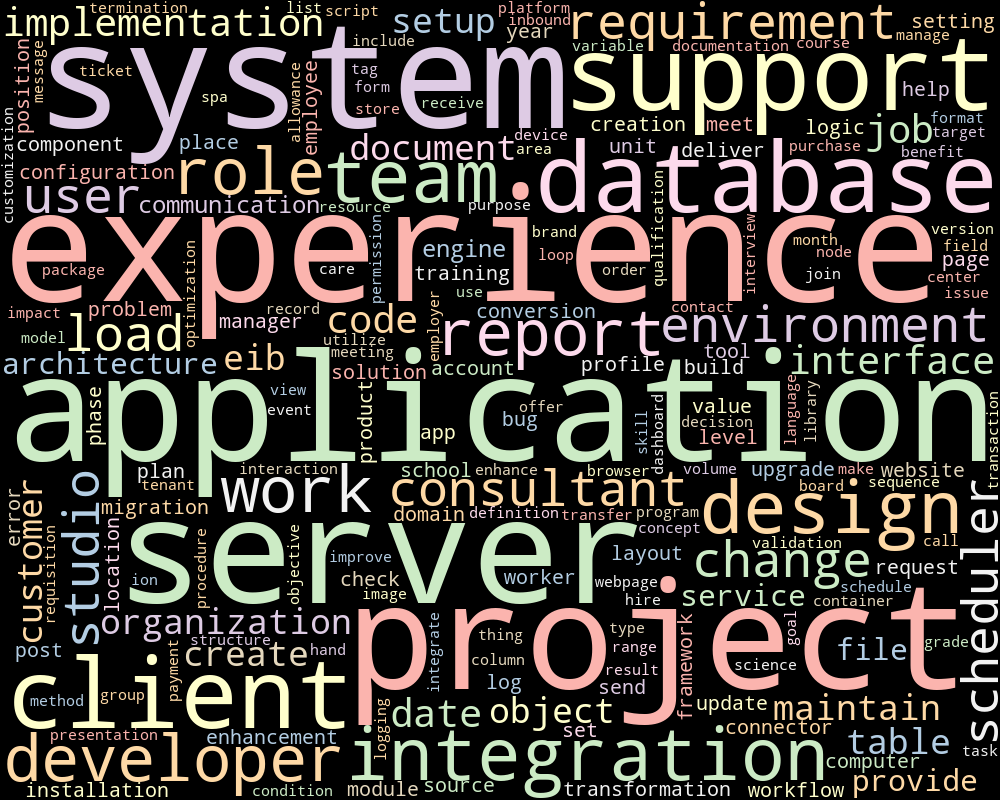 termination
list
script
platform
implementation
setup
inbound
requirement
setting
year
manage
include
variable
documentation
course
system
support
position
message
ticket
tag
form
spa
store
receive
help
allowance
employee
customization
component
place
creation
meet
logic
job
format
target
document
device
area
unit
deliver
purchase
benefit
configuration
role
team
database
user
communication
resource
purpose
qualification
experience
permission
engine
brand
loop
training
care
order
interview
month
node
join
version
field
page
center
issue
package
optimization
use
contact
impact
problem
record
conversion
model
load
manager
code
utilize
employer
report
environment
architecture
eib
meeting
solution
account
profile
tool
build
interface
application
phase
view
event
product
app
offer
bug
skill
dashboard
value
decision
level
language
library
transaction
plan
tenant
interaction
school
enhance
browser
volume
upgrade
make
website
sequence
board
work
consultant
design
error
customer
requisition
studio
migration
location
domain
definition
transfer
program
concept
call
server
procedure
objective
validation
ion
improve
check
image
worker
layout
webpage
hire
change
request
schedule
container
service
scheduler
organization
post
structure
hand
create
payment
project
integrate
thing
column
type
range
result
framework
science
goal
file
grade
client
method
group
log
send
logging
date
object
set
update
maintain
connector
presentation
enhancement
developer
integration
table
task
computer
installation
condition
module
source
transformation
workflow
provide